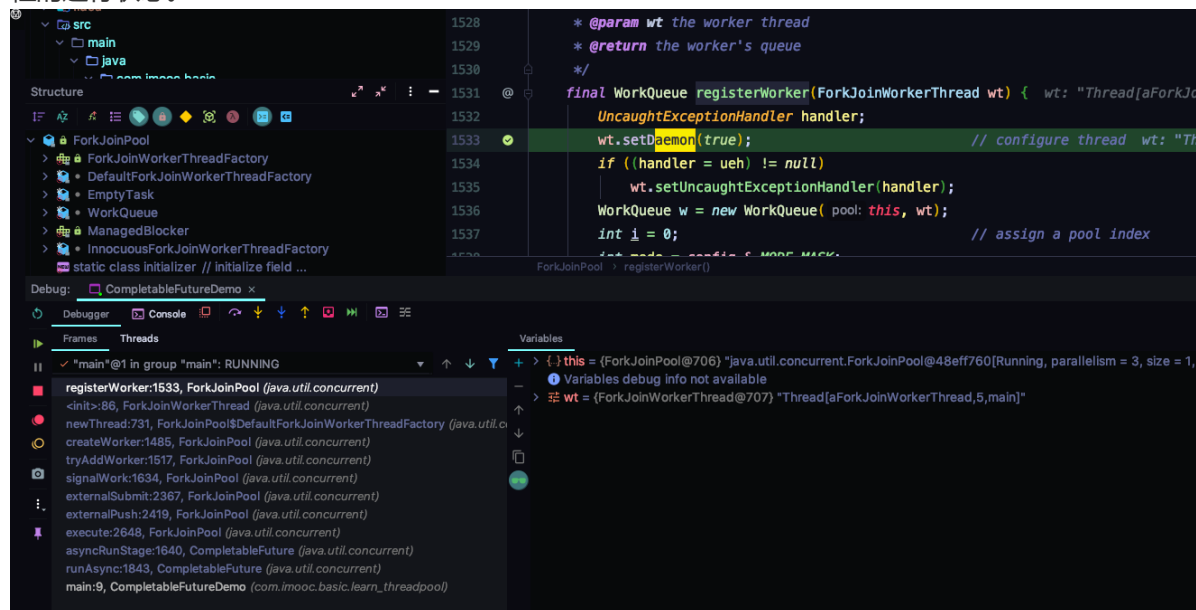 src
main
java
com.imooc.basic
Structure
ForkJoinPool
ForkJoinWorkerThreadFactory
DefaultForkJoinWorkerThreadFactory
EmptyTask
WorkQueue
ManagedBlocker
InnocuousForkJoinWorkerThreadFactory
static class initializer // initialize field ...
1528 * @param wt the worker thread
1529 * @return the worker's queue
1530 */
1531 @ final WorkQueue registerWorker(ForkJoinWorkerThread wt) { wt: "Thread[aForkJo
1532 UncaughtExceptionHandler handler;
1533 wt.setDaemon(true); // configure thread wt: "Th
1534 if ((handler = ueh) != null)
1535 wt.setUncaughtExceptionHandler(handler);
1536 WorkQueue w = new WorkQueue( pool: this, wt);
1537 int i = 0; // assign a pool index
int mode = config & MODE_MASK;
ForkJoinPool > registerWorker()
Debug: CompletableFutureDemo ×
Debugger Console
Frames Threads
"main"@1 in group "main": RUNNING
registerWorker:1533, ForkJoinPool (java.util.concurrent)
<init>:86, ForkJoinWorkerThread (java.util.concurrent)
newThread:731, ForkJoinPool$DefaultForkJoinWorkerThreadFactory (java.util.co
createWorker:1485, ForkJoinPool (java.util.concurrent)
tryAddWorker:1517, ForkJoinPool (java.util.concurrent)
signalWork:1634, ForkJoinPool (java.util.concurrent)
externalSubmit:2367, ForkJoinPool (java.util.concurrent)
externalPush:2419, ForkJoinPool (java.util.concurrent)
execute:2648, ForkJoinPool (java.util.concurrent)
asyncRunStage:1640, CompletableFuture (java.util.concurrent)
runAsync:1843, CompletableFuture (java.util.concurrent)
main:9, CompletableFutureDemo (com.imooc.basic.learn_threadpool)
Variables
this = {ForkJoinPool@706} "java.util.concurrent.ForkJoinPool@48eff760[Running, parallelism = 3, size = 1,
Variables debug info not available
wt = {ForkJoinWorkerThread@707} "Thread[aForkJoinWorkerThread,5,main]"